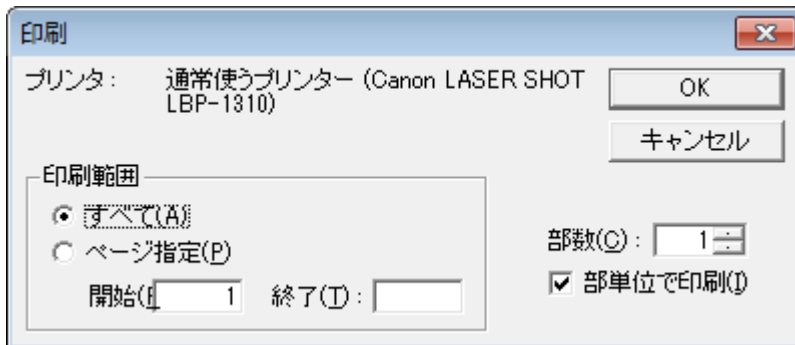 印刷
プリンタ： 通常使うプリンター (Canon LASER SHOT
LBP-1310)
OK
キャンセル
印刷範囲
すべて(A)
ページ指定(P)
開始( 1 終了(T)：
部数(C)： 1
部単位で印刷(I)